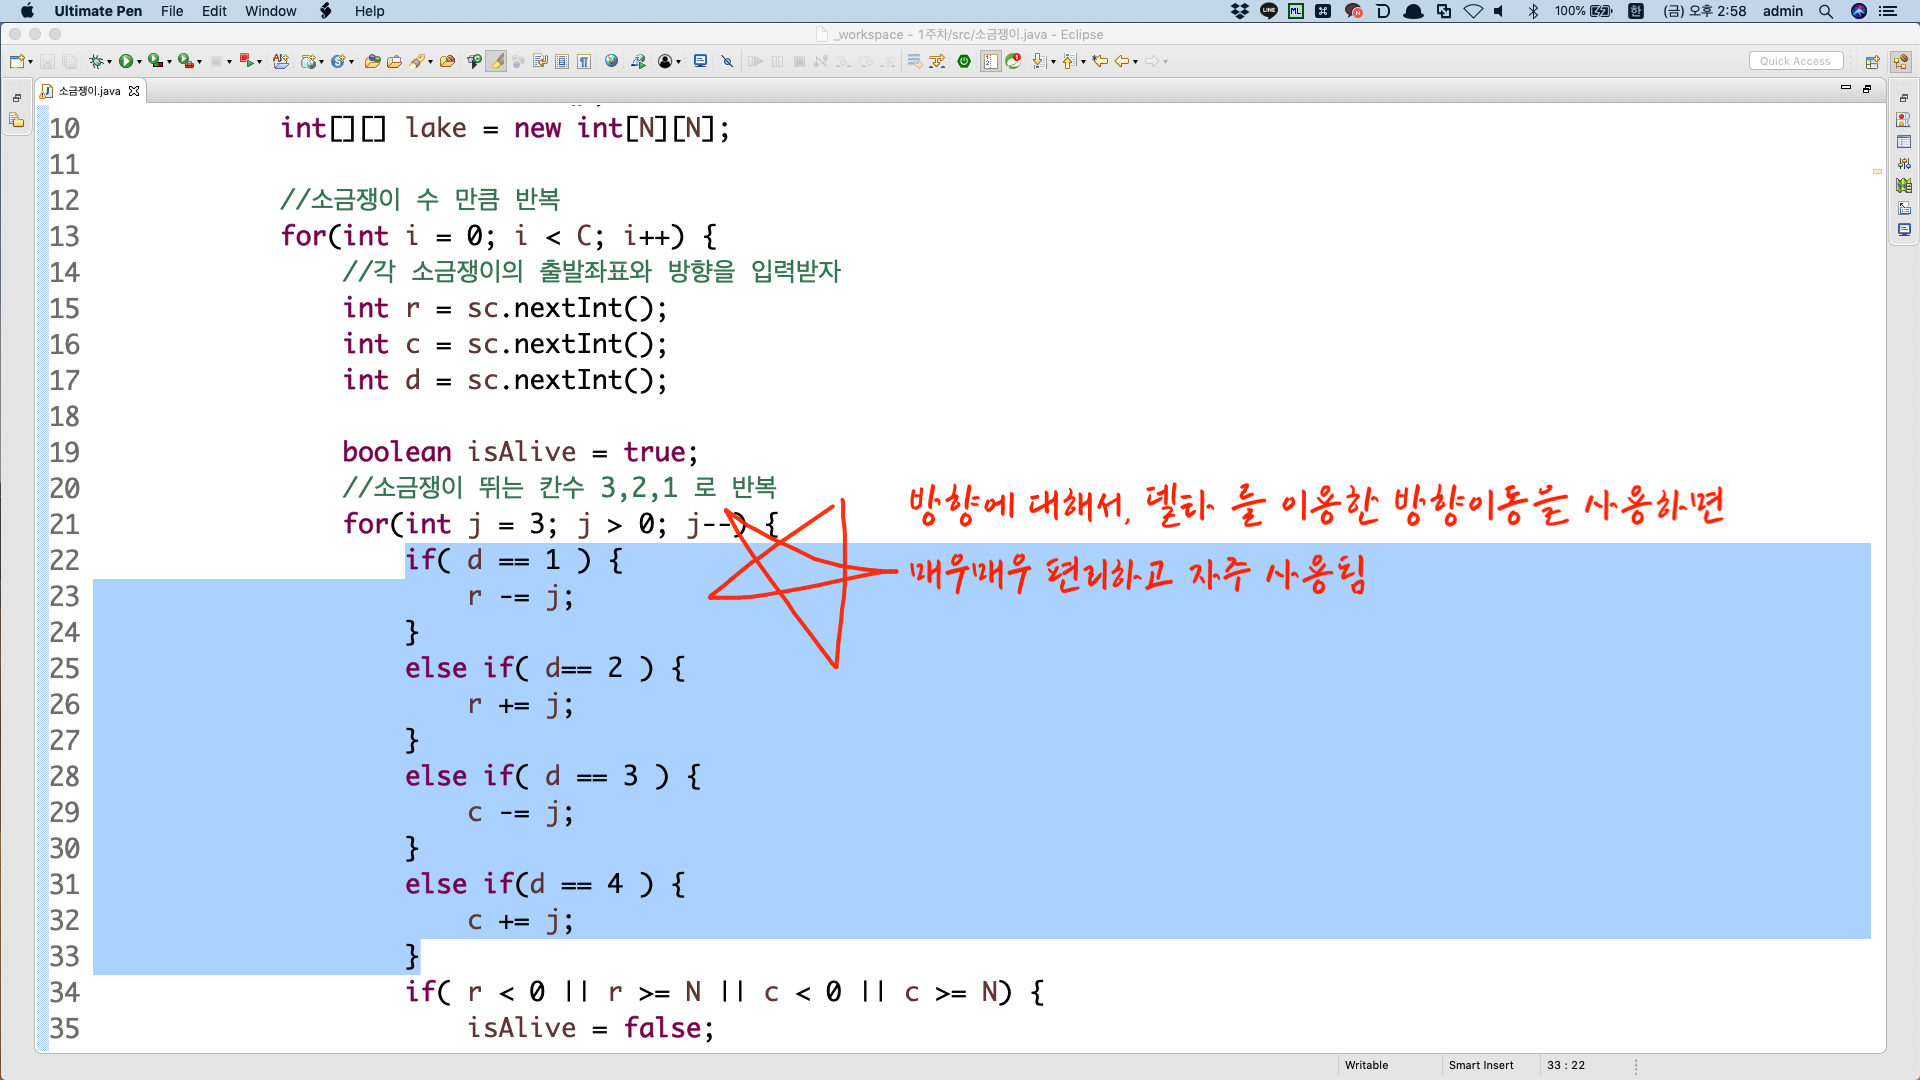 Ultimate Pen File Edit Window Help 100% 한 (금) 오후 2:58 admin
_workspace - 1주차/src/소금쟁이.java - Eclipse
Quick Access
소금쟁이.java
10 int[][] lake = new int[N][N];
11
12 //소금쟁이 수 만큼 반복
13 for(int i = 0; i < C; i++) {
14 //각 소금쟁이의 출발좌표와 방향을 입력받자
15 int r = sc.nextInt();
16 int c = sc.nextInt();
17 int d = sc.nextInt();
18
19 boolean isAlive = true;
20 //소금쟁이 뛰는 칸수 3,2,1 로 반복
21 for(int j = 3; j > 0; j--) {
방향에 대해서, 델타 를 이용한 방향이동을 사용하면
매우매우 편리하고 자주 사용됨
22 if( d == 1 ) {
23 r -= j;
24 }
25 else if( d== 2 ) {
26 r += j;
27 }
28 else if( d == 3 ) {
29 c -= j;
30 }
31 else if(d == 4 ) {
32 c += j;
33 }
34 if( r < 0 || r >= N || c < 0 || c >= N) {
35 isAlive = false;
Writable Smart Insert 33 : 22